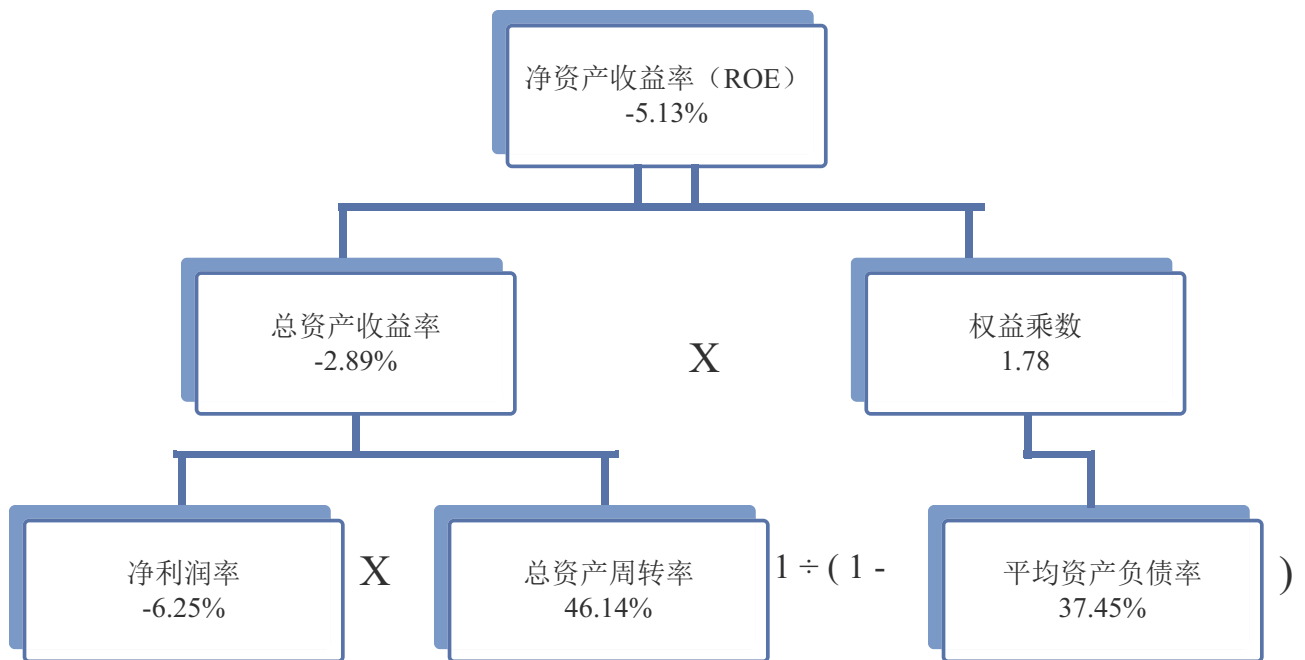 净资产收益率（ROE）
-5.13%
总资产收益率
-2.89%
X
权益乘数
1.78
净利润率
-6.25%
X
总资产周转率
46.14%
1 ÷ ( 1 -
平均资产负债率
37.45%
)